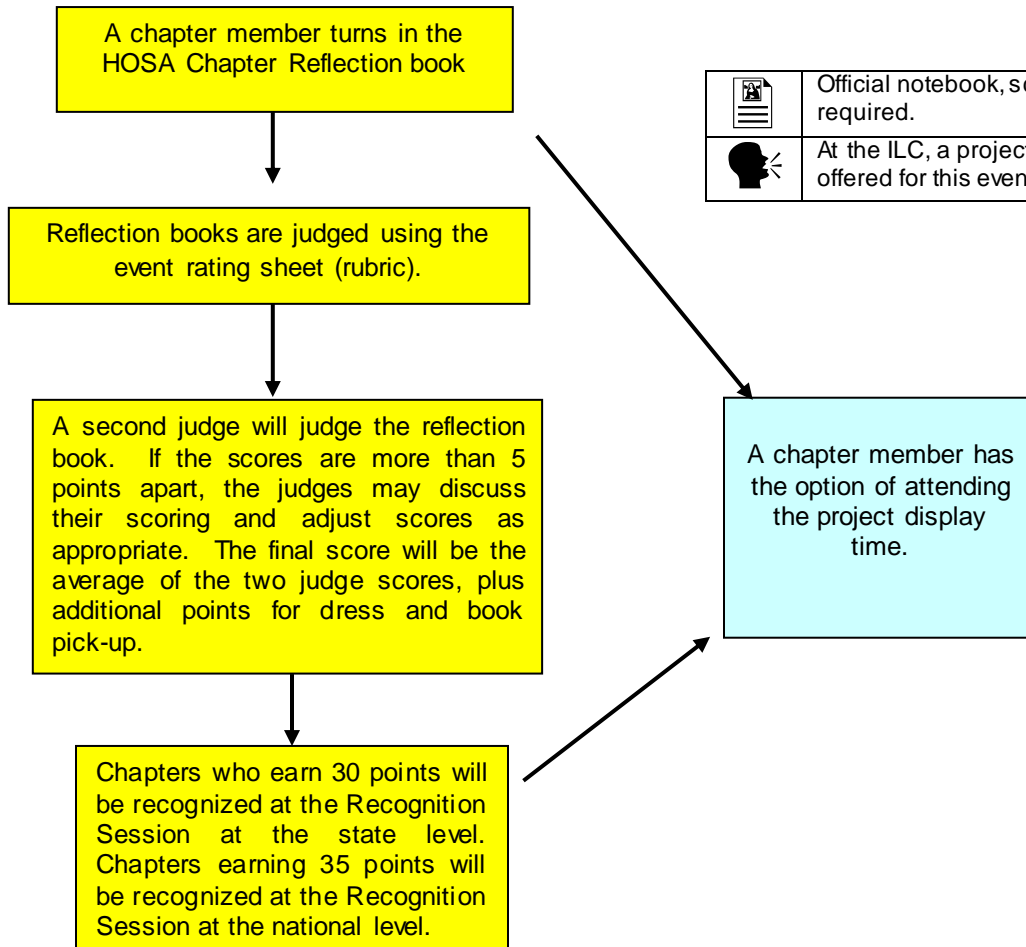 A chapter member turns in the
HOSA Chapter Reflection book
Official notebook, so
required.
At the ILC, a project
offered for this even
Reflection books are judged using the
event rating sheet (rubric).
A second judge will judge the reflection
book. If the scores are more than 5
points apart, the judges may discuss
their scoring and adjust scores as
appropriate. The final score will be the
average of the two judge scores, plus
additional points for dress and book
pick-up.
A chapter member has
the option of attending
the project display
time.
Chapters who earn 30 points will
be recognized at the Recognition
Session at the state level.
Chapters earning 35 points will
be recognized at the Recognition
Session at the national level.